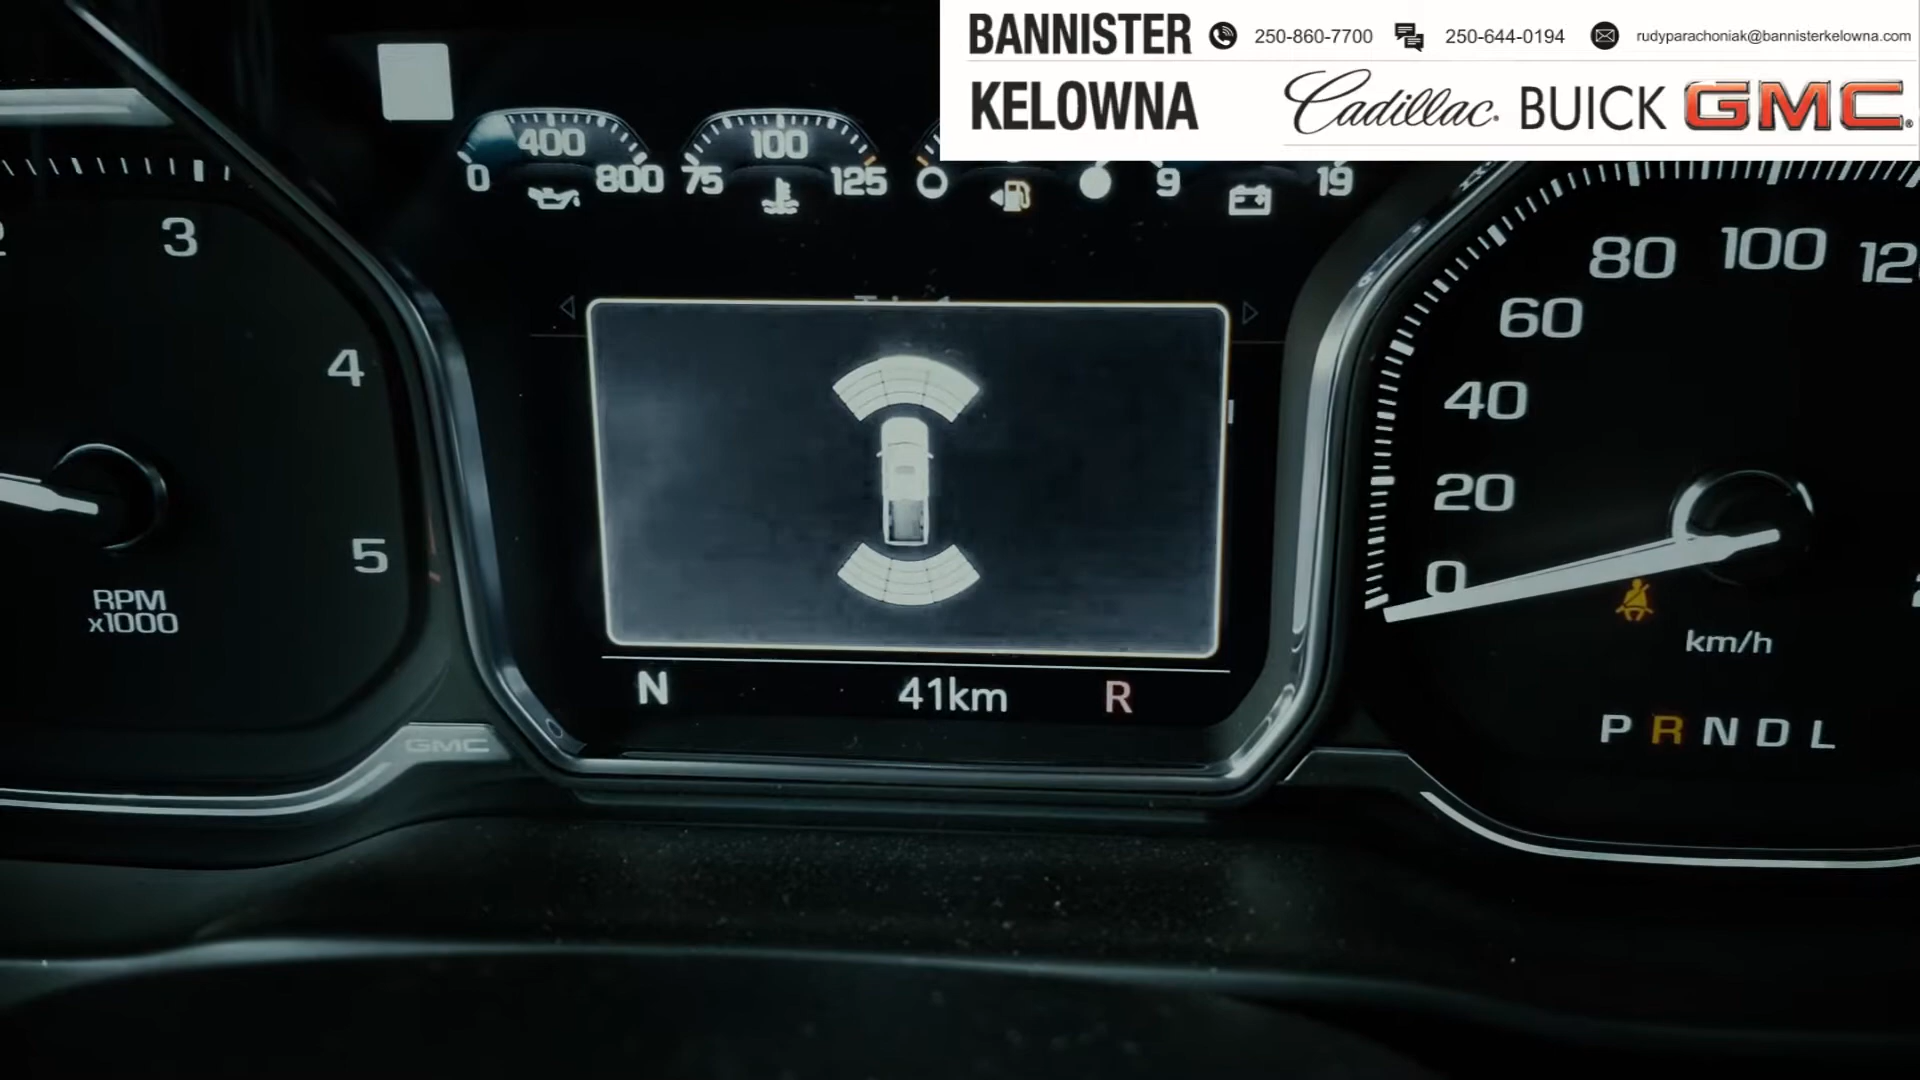 BANNISTER
KELOWNA
250-860-7700
250-644-0194
rudyparachoniak@bannisterkelowna.com
Cadillac BUICK GMC
400
0 800
100
75 125
9 19
3
4
5
RPM
x1000
GMC
N 41km R
0
20
40
60
80
100
km/h
P R N D L